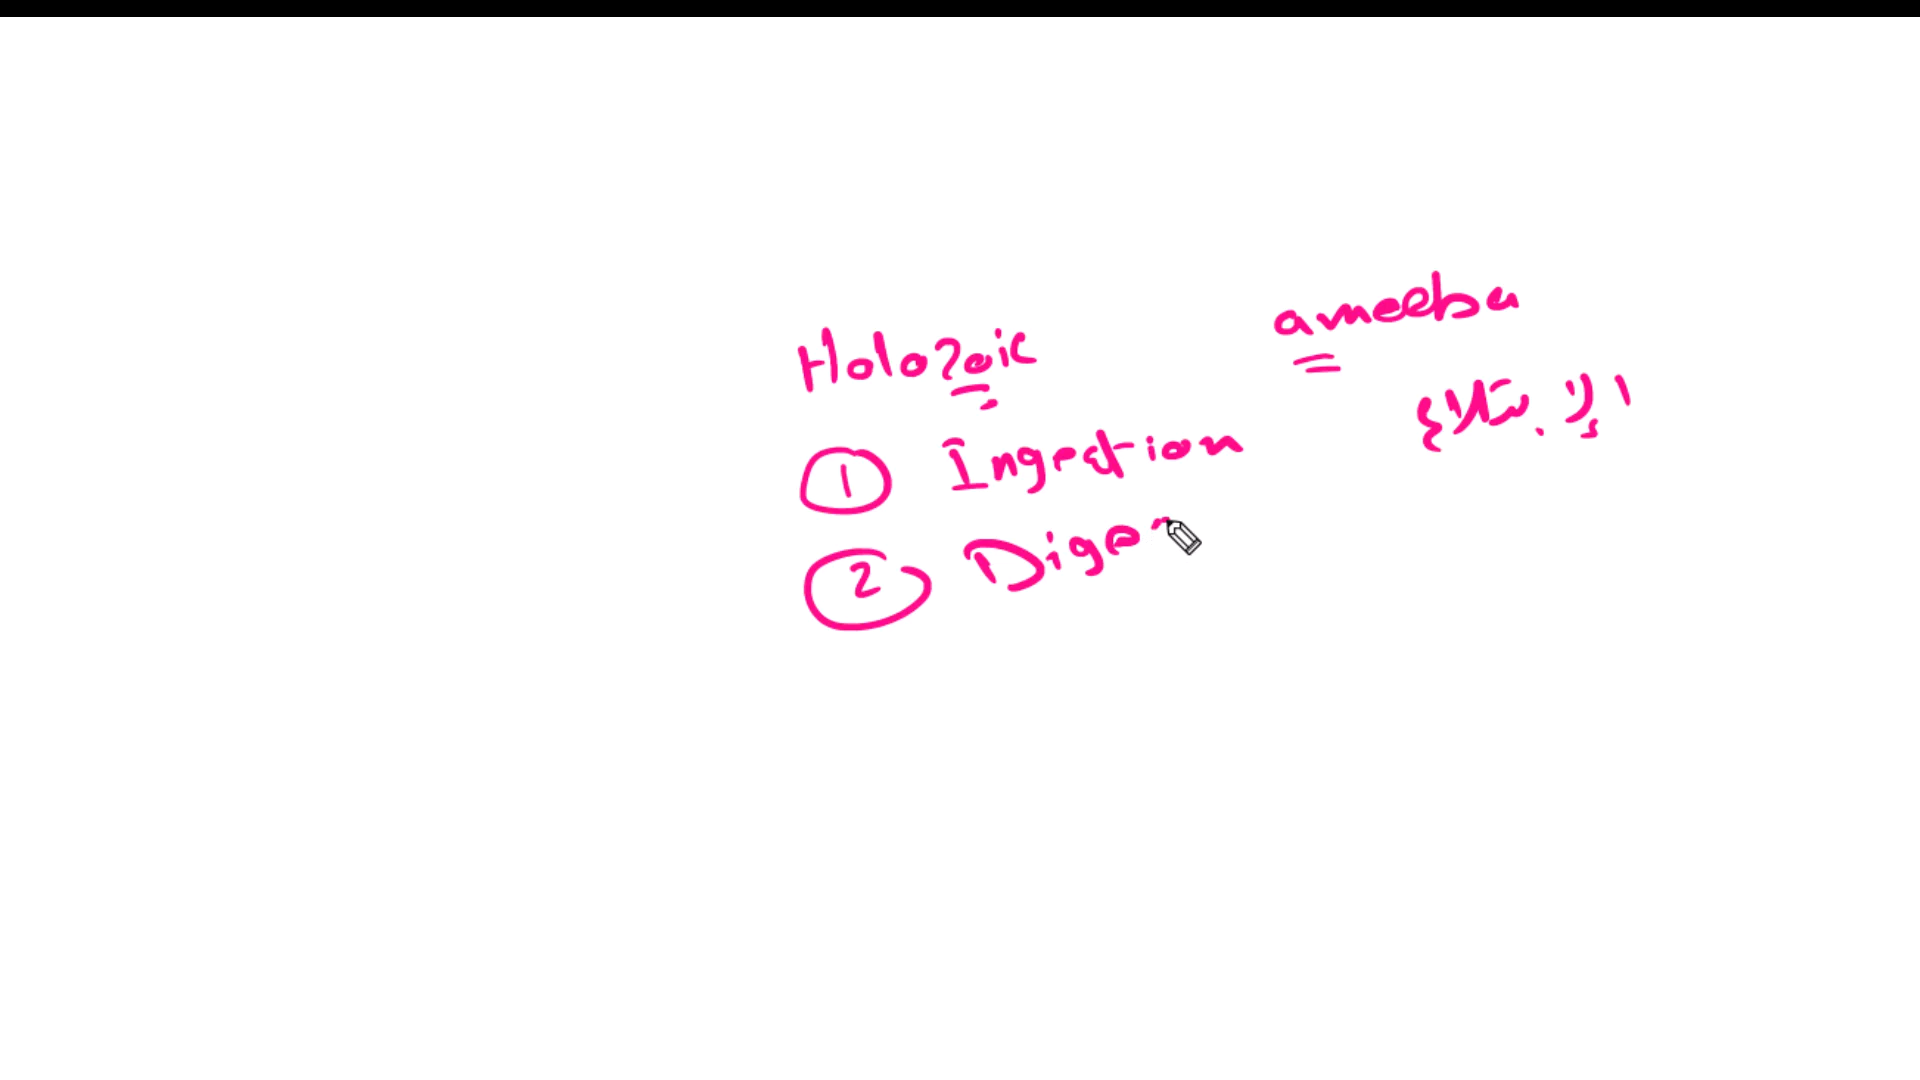 Holozoic
ameeba
① Ingestion
② Diges